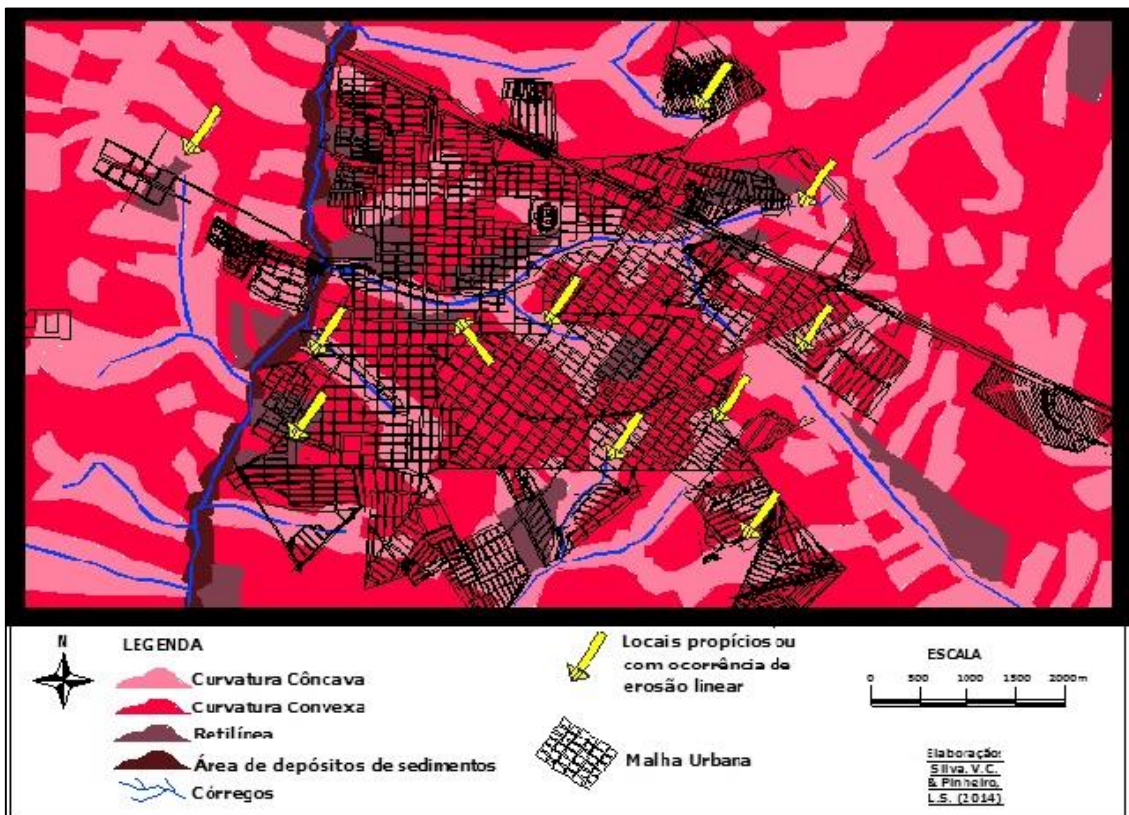 N
LEGENDA
Curvatura Côncava
Curvatura Convexa
Retilínea
Área de depósitos de sedimentos
Córregos
Locais propícios ou
com ocorrência de
erosão linear
Malha Urbana
ESCALA
0 500 1000 1500 2000m
Elaboração:
Silva, V.C.
& Pinheiro,
L.S. (2014)